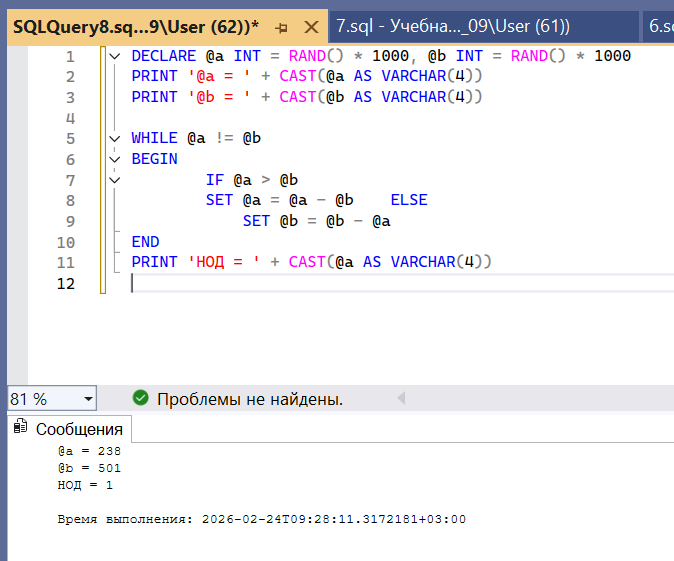 SQLQuery8.sq...9\User (62))* 7.sql - Учебна..._09\User (61)) 6.s
1 DECLARE @a INT = RAND() * 1000, @b INT = RAND() * 1000
2 PRINT '@a = ' + CAST(@a AS VARCHAR(4))
3 PRINT '@b = ' + CAST(@b AS VARCHAR(4))
4
5 WHILE @a != @b
6 BEGIN
7 IF @a > @b
8 SET @a = @a - @b ELSE
9 SET @b = @b - @a
10 END
11 PRINT 'НОД = ' + CAST(@a AS VARCHAR(4))
12
81 % Проблемы не найдены.
Сообщения
@a = 238
@b = 501
НОД = 1
Время выполнения: 2026-02-24T09:28:11.3172181+03:00